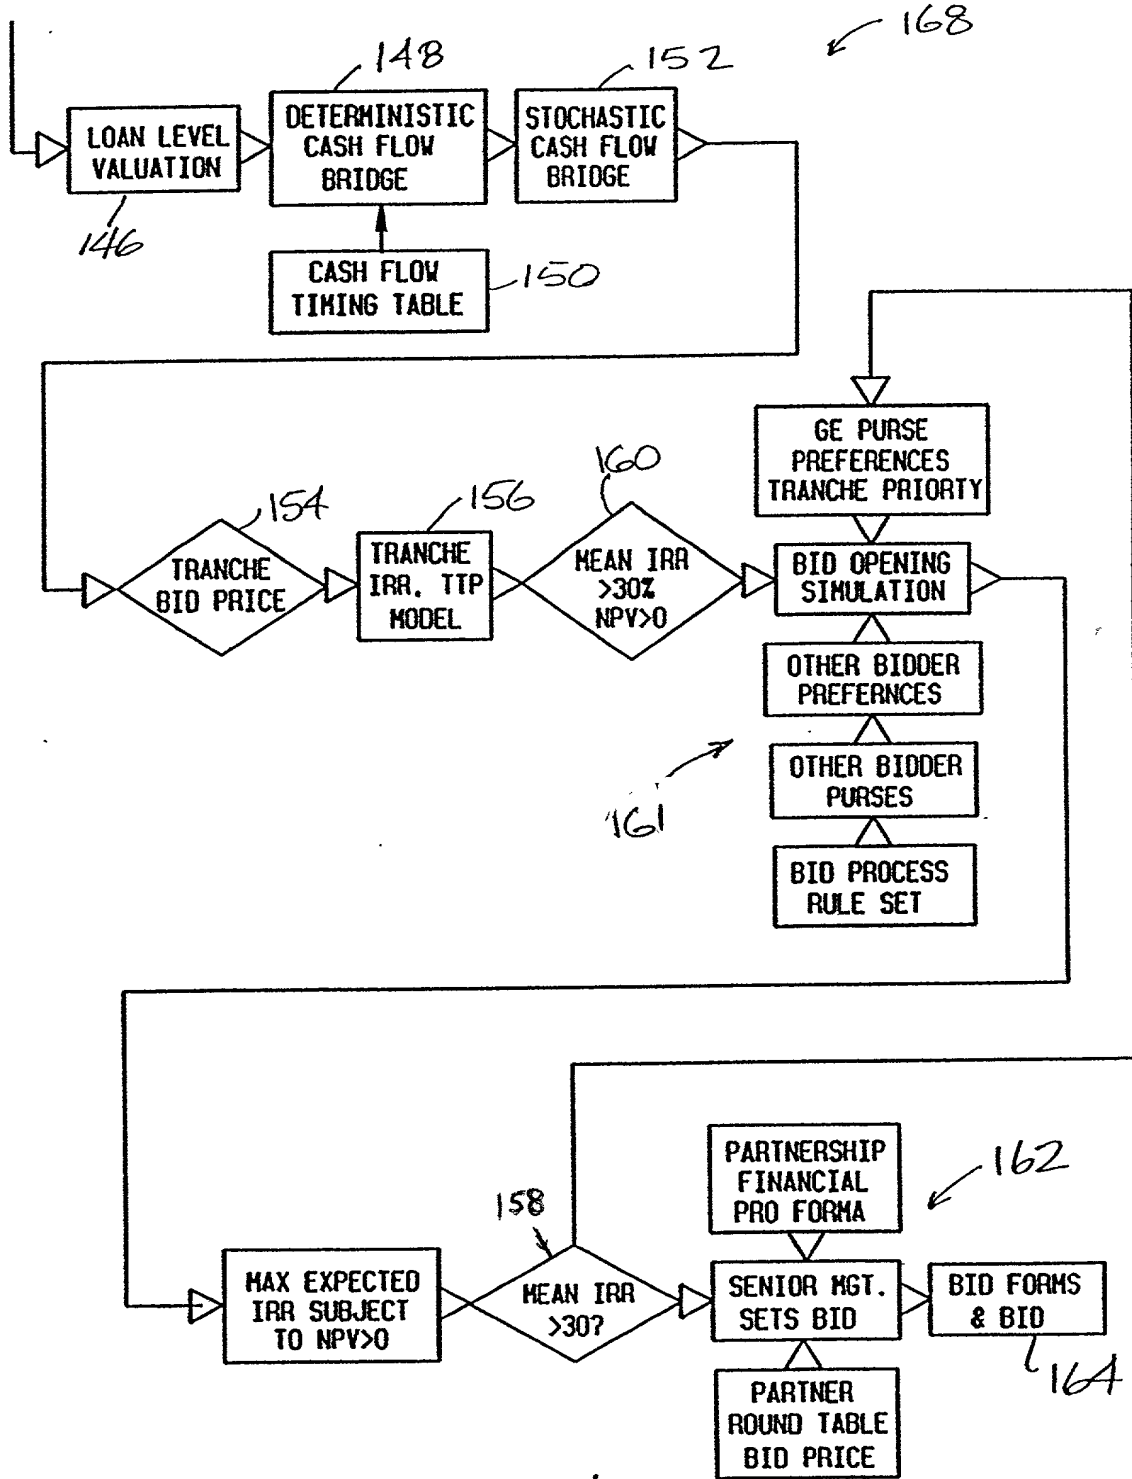 168
148
152
LOAN LEVEL
VALUATION
DETERMINISTIC
CASH FLOW
BRIDGE
STOCHASTIC
CASH FLOW
BRIDGE
146
CASH FLOW
TIMING TABLE
150
GE PURSE
PREFERENCES
TRANCHE PRIORTY
154
156
160
TRANCHE
BID PRICE
TRANCHE
IRR. TTP
MODEL
MEAN IRR
>30%
NPV>0
BID OPENING
SIMULATION
OTHER BIDDER
PREFERNCES
161
OTHER BIDDER
PURSES
BID PROCESS
RULE SET
PARTNERSHIP
FINANCIAL
PRO FORMA
162
158
MAX EXPECTED
IRR SUBJECT
TO NPV>0
MEAN IRR
>30?
SENIOR MGT.
SETS BID
BID FORMS
& BID
164
PARTNER
ROUND TABLE
BID PRICE